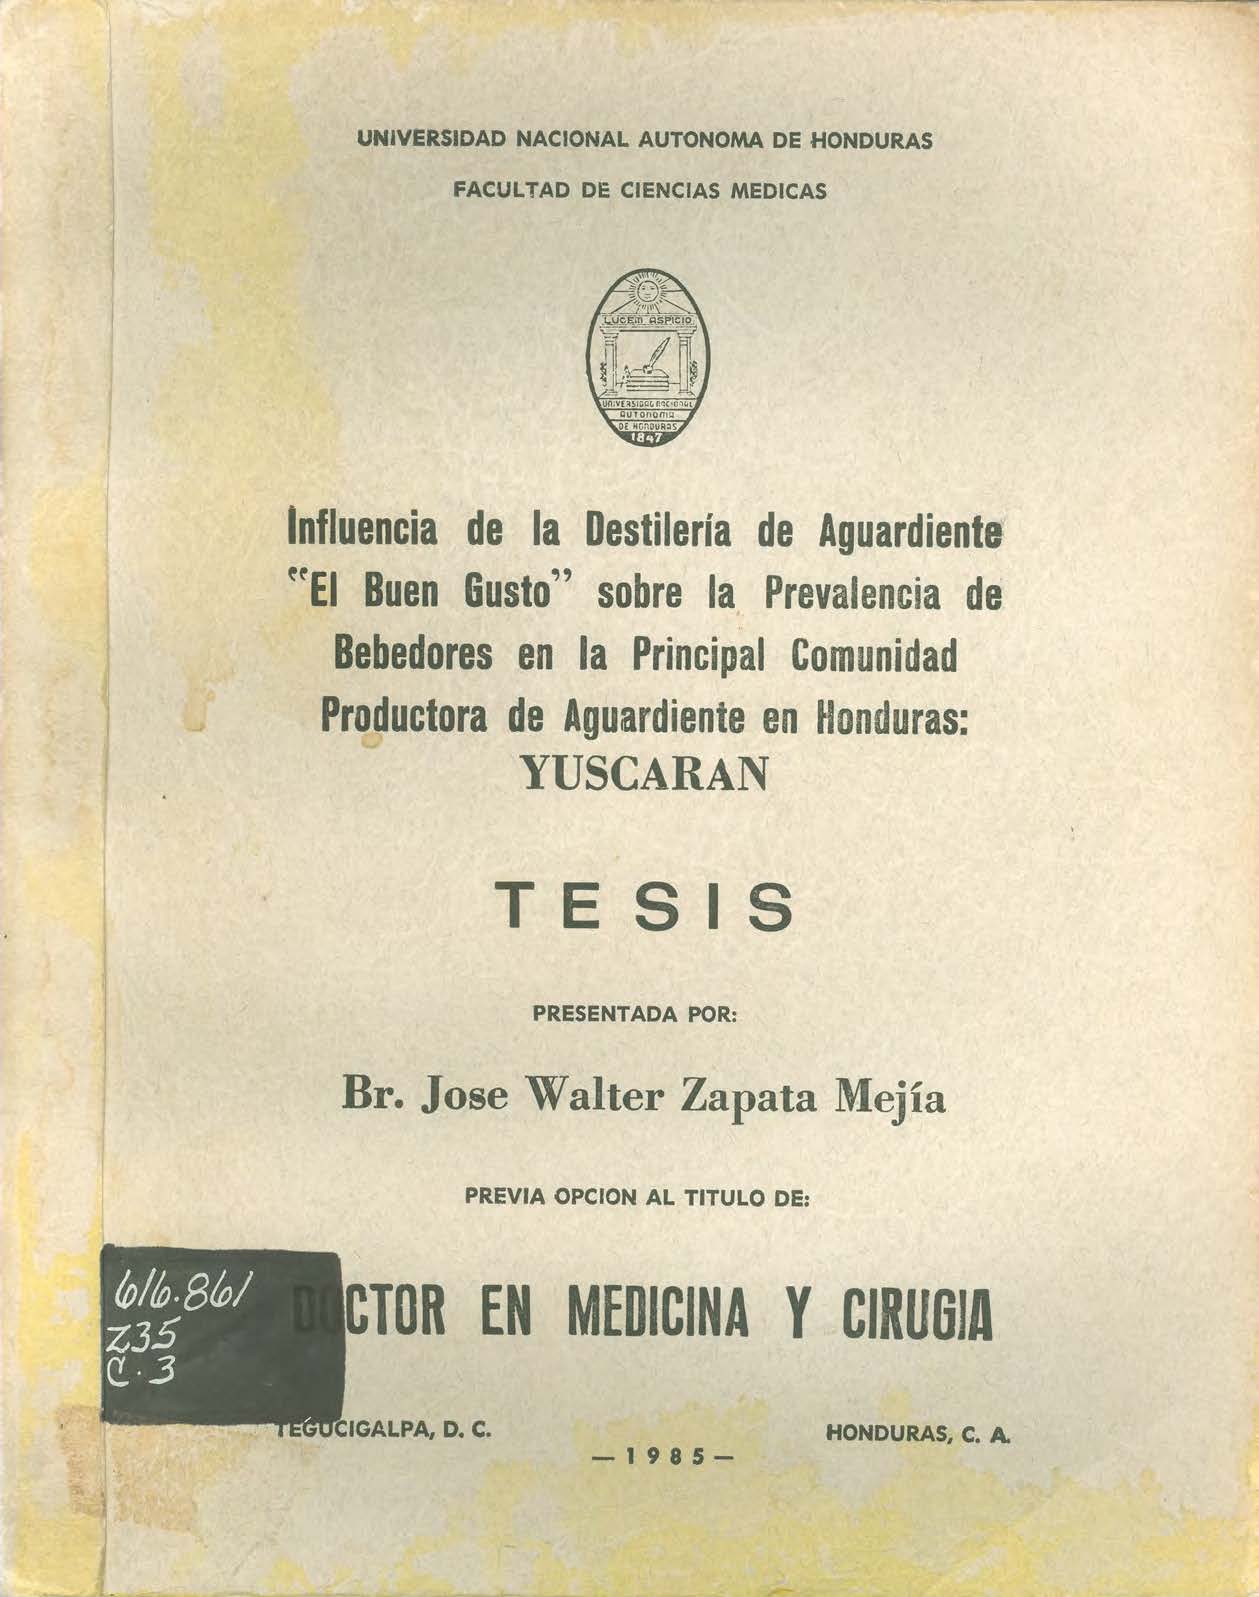 UNIVERSIDAD NACIONAL AUTONOMA DE HONDURAS
FACULTAD DE CIENCIAS MEDICAS
LUCEM ASPICIO
UNIVERSIDAD NACIONAL
AUTONOMA
DE HONDURAS
1847
Influencia de la Destilería de Aguardiente
“El Buen Gusto” sobre la Prevalencia de
Bebedores en la Principal Comunidad
Productora de Aguardiente en Honduras:
YUSCARAN
TESIS
PRESENTADA POR:
Br. Jose Walter Zapata Mejía
PREVIA OPCION AL TITULO DE:
DOCTOR EN MEDICINA Y CIRUGIA
616.861
Z35
C.3
TEGUCIGALPA, D. C.
HONDURAS, C. A.
—1985—